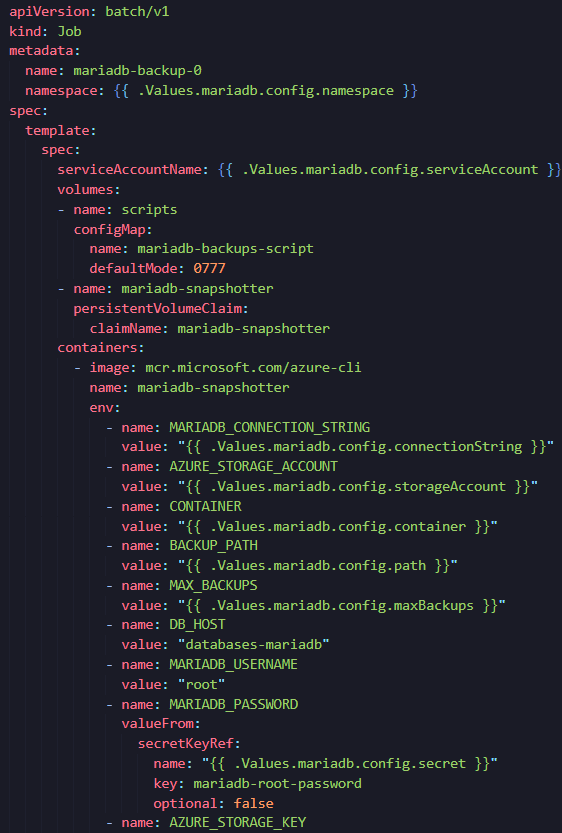 apiVersion: batch/v1
kind: Job
metadata:
  name: mariadb-backup-0
  namespace: {{ .Values.mariadb.config.namespace }}
spec:
  template:
    spec:
      serviceAccountName: {{ .Values.mariadb.config.serviceAccount }}
      volumes:
      - name: scripts
        configMap:
          name: mariadb-backups-script
          defaultMode: 0777
      - name: mariadb-snapshotter
        persistentVolumeClaim:
          claimName: mariadb-snapshotter
      containers:
        - image: mcr.microsoft.com/azure-cli
          name: mariadb-snapshotter
          env:
            - name: MARIADB_CONNECTION_STRING
              value: "{{ .Values.mariadb.config.connectionString }}"
            - name: AZURE_STORAGE_ACCOUNT
              value: "{{ .Values.mariadb.config.storageAccount }}"
            - name: CONTAINER
              value: "{{ .Values.mariadb.config.container }}"
            - name: BACKUP_PATH
              value: "{{ .Values.mariadb.config.path }}"
            - name: MAX_BACKUPS
              value: "{{ .Values.mariadb.config.maxBackups }}"
            - name: DB_HOST
              value: "databases-mariadb"
            - name: MARIADB_USERNAME
              value: "root"
            - name: MARIADB_PASSWORD
              valueFrom:
                secretKeyRef:
                  name: "{{ .Values.mariadb.config.secret }}"
                  key: mariadb-root-password
                  optional: false
            - name: AZURE_STORAGE_KEY